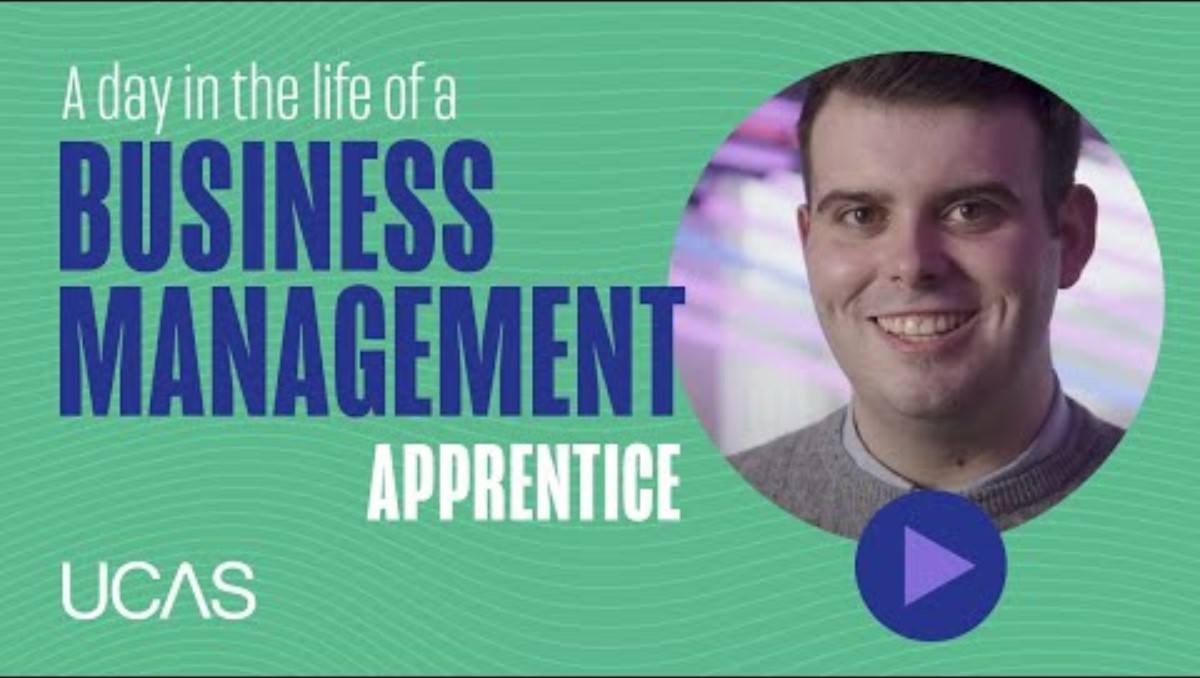 A day in the life of a
BUSINESS
MANAGEMENT
APPRENTICE
UCAS